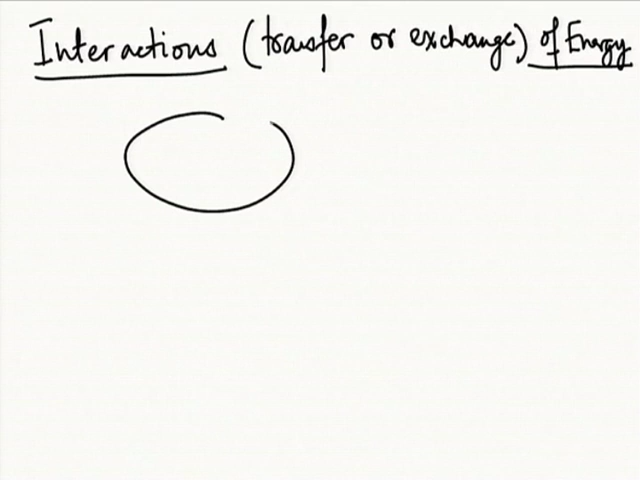 Interactions (transfer or exchange) of Energy